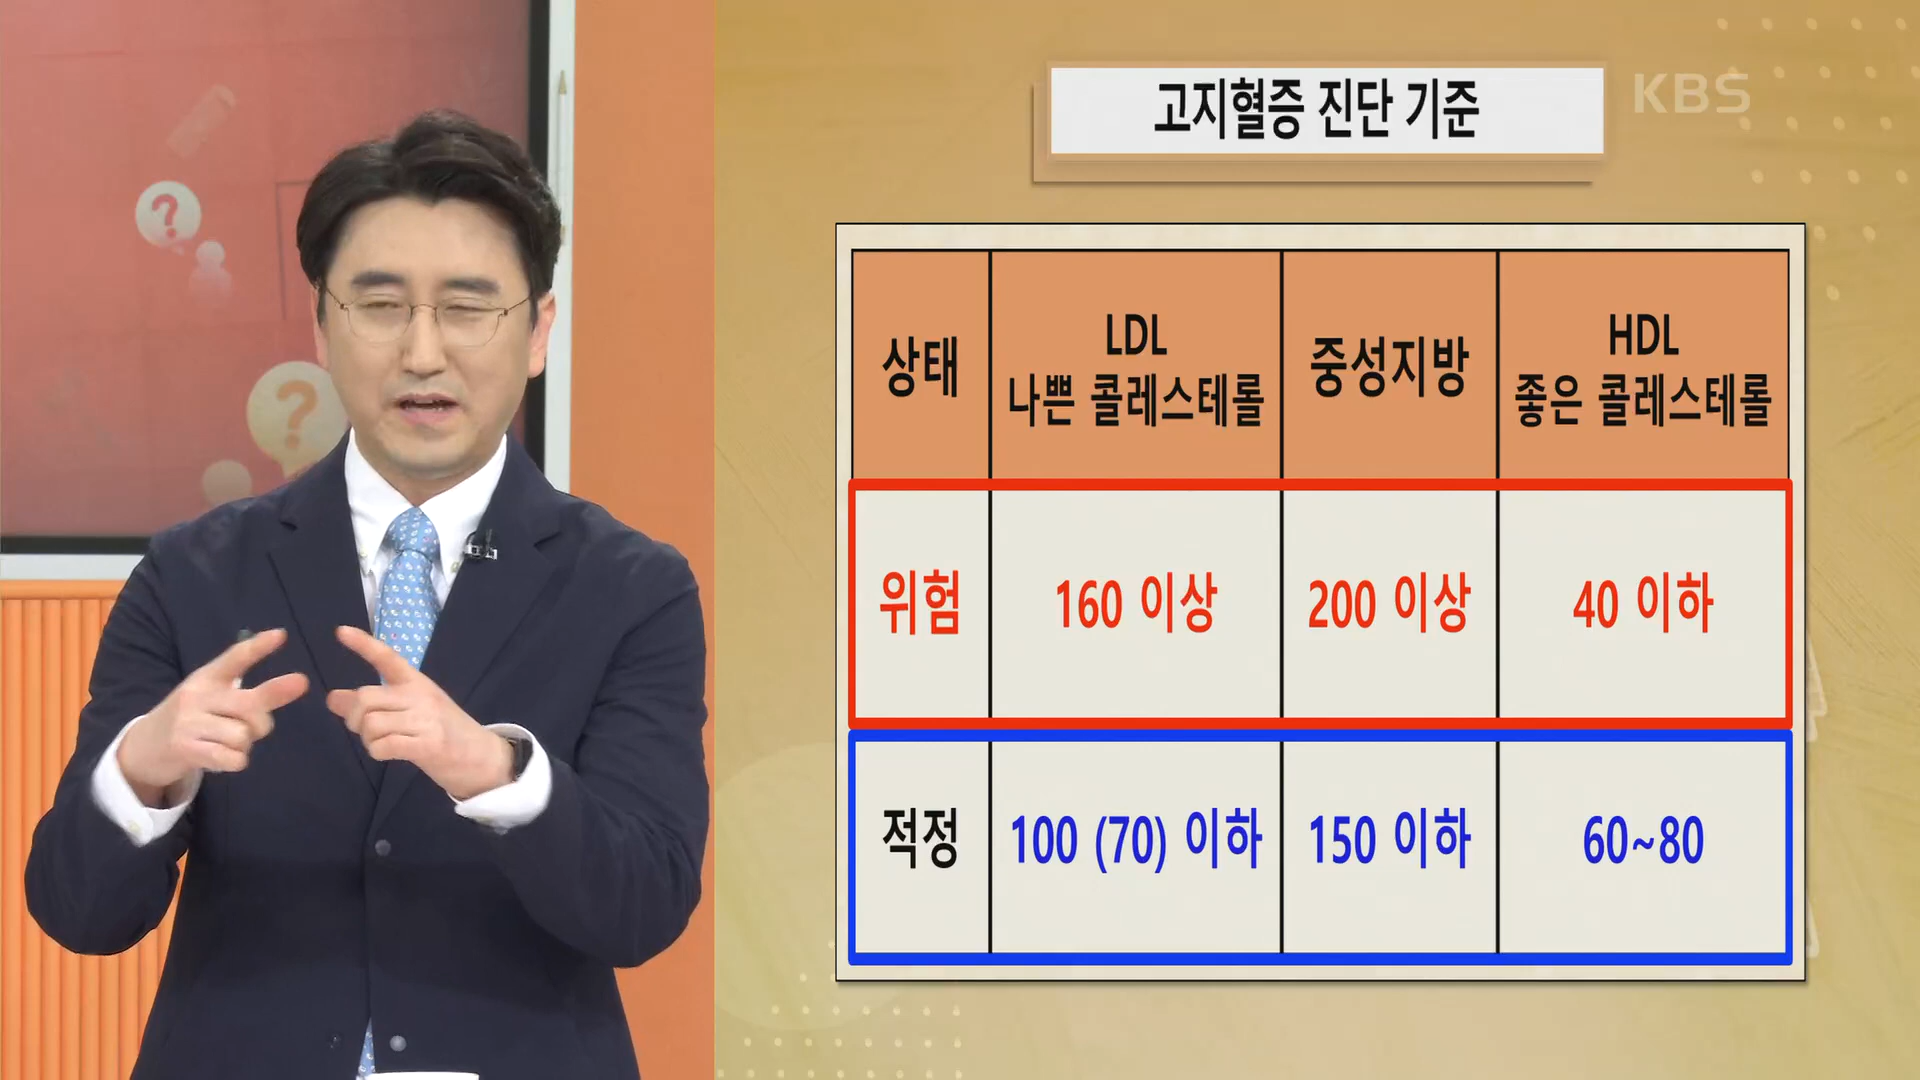 고지혈증 진단 기준
KBS
상태
LDL
나쁜 콜레스테롤
중성지방
HDL
좋은 콜레스테롤
위험
160 이상
200 이상
40 이하
적정
100 (70) 이하
150 이하
60~80
?
?